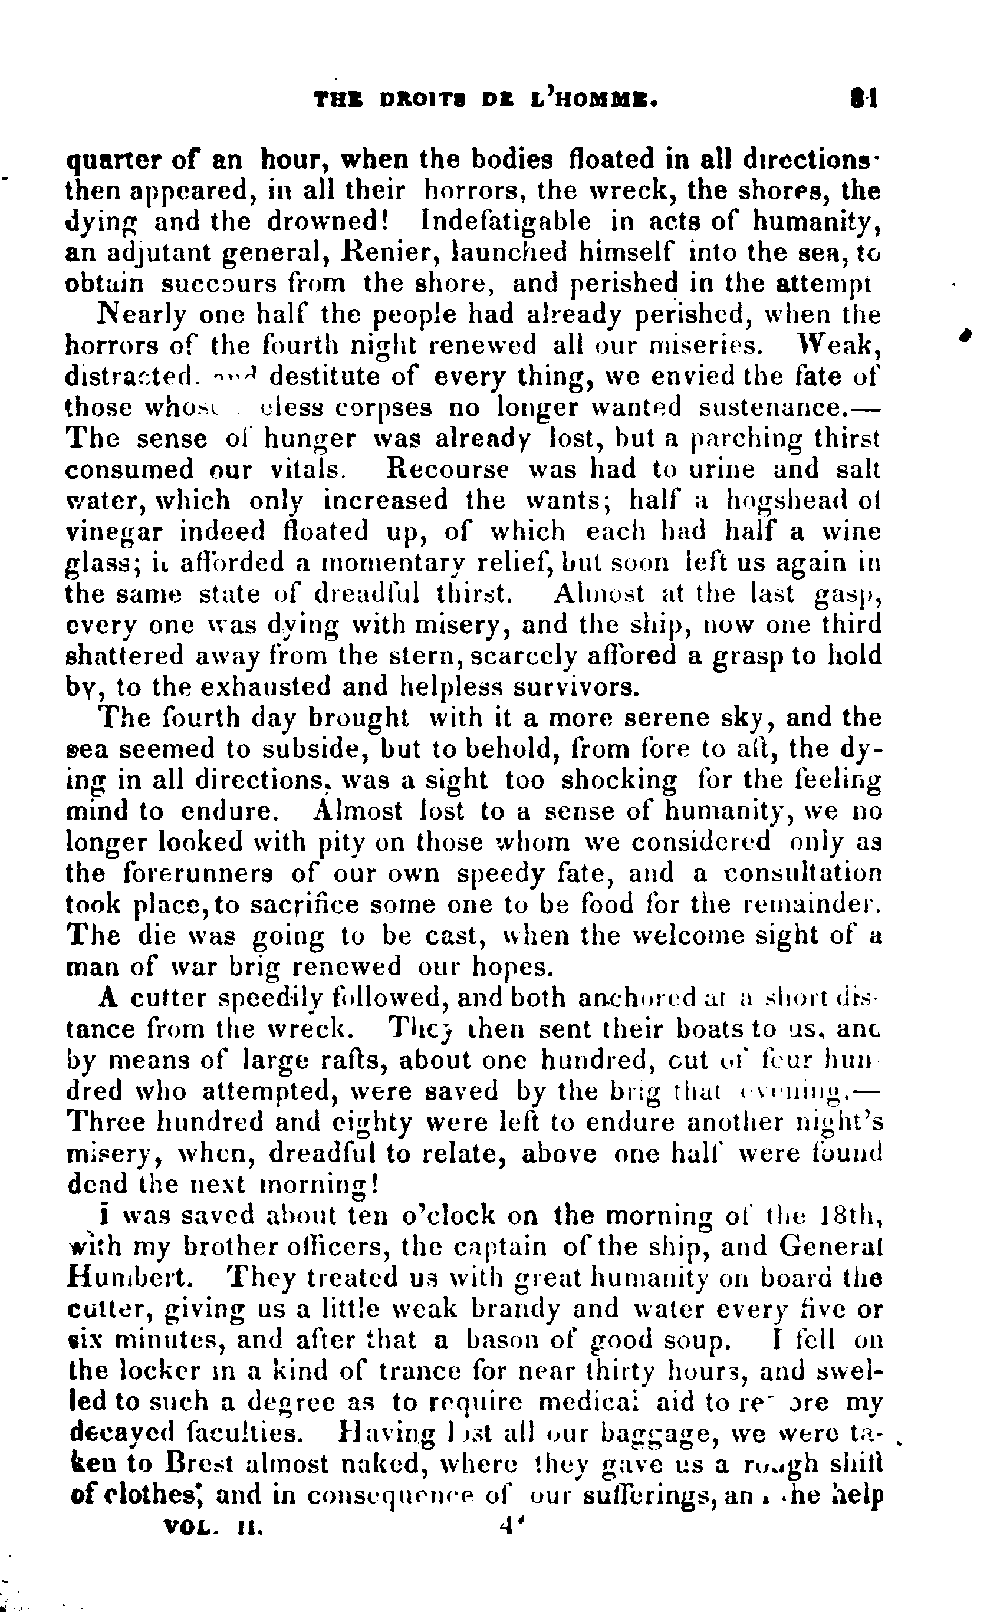 THE DROITS DE L'HOMME. 81
quarter of an hour, when the bodies floated in all directions·
then appeared, in all their horrors, the wreck, the shores, the
dying and the drowned! Indefatigable in acts of humanity,
an adjutant general, Renier, launched himself into the sea, to
obtain succours from the shore, and perished in the attempt
Nearly one half the people had already perished, when the
horrors of the fourth night renewed all our miseries. Weak,
distracted. and destitute of every thing, we envied the fate of
those whose eless corpses no longer wanted sustenance.—
The sense of hunger was already lost, but a parching thirst
consumed our vitals. Recourse was had to urine and salt
water, which only increased the wants; half a hogshead of
vinegar indeed floated up, of which each had half a wine
glass; it afforded a momentary relief, but soon left us again in
the same state of dreadful thirst. Almost at the last gasp,
every one was dying with misery, and the ship, now one third
shattered away from the stern, scarcely affored a grasp to hold
by, to the exhausted and helpless survivors.
The fourth day brought with it a more serene sky, and the
sea seemed to subside, but to behold, from fore to aft, the dy-
ing in all directions, was a sight too shocking for the feeling
mind to endure. Almost lost to a sense of humanity, we no
longer looked with pity on those whom we considered only as
the forerunners of our own speedy fate, and a consultation
took place, to sacrifice some one to be food for the remainder.
The die was going to be cast, when the welcome sight of a
man of war brig renewed our hopes.
A cutter speedily followed, and both anchored at a short dis-
tance from the wreck. They then sent their boats to us, and
by means of large rafts, about one hundred, out of four hun
dred who attempted, were saved by the brig that evening.—
Three hundred and eighty were left to endure another night's
misery, when, dreadful to relate, above one half were found
dead the next morning!
I was saved about ten o'clock on the morning of the 18th,
with my brother officers, the captain of the ship, and General
Humbert. They treated us with great humanity on board the
cutter, giving us a little weak brandy and water every five or
six minutes, and after that a bason of good soup. I fell on
the locker in a kind of trance for near thirty hours, and swel-
led to such a degree as to require medical aid to re ore my
decayed faculties. Having lost all our baggage, we were ta-
ken to Brest almost naked, where they gave us a rough shift
of clothes; and in consequence of our sufferings, an the help
VOL. II. 4*